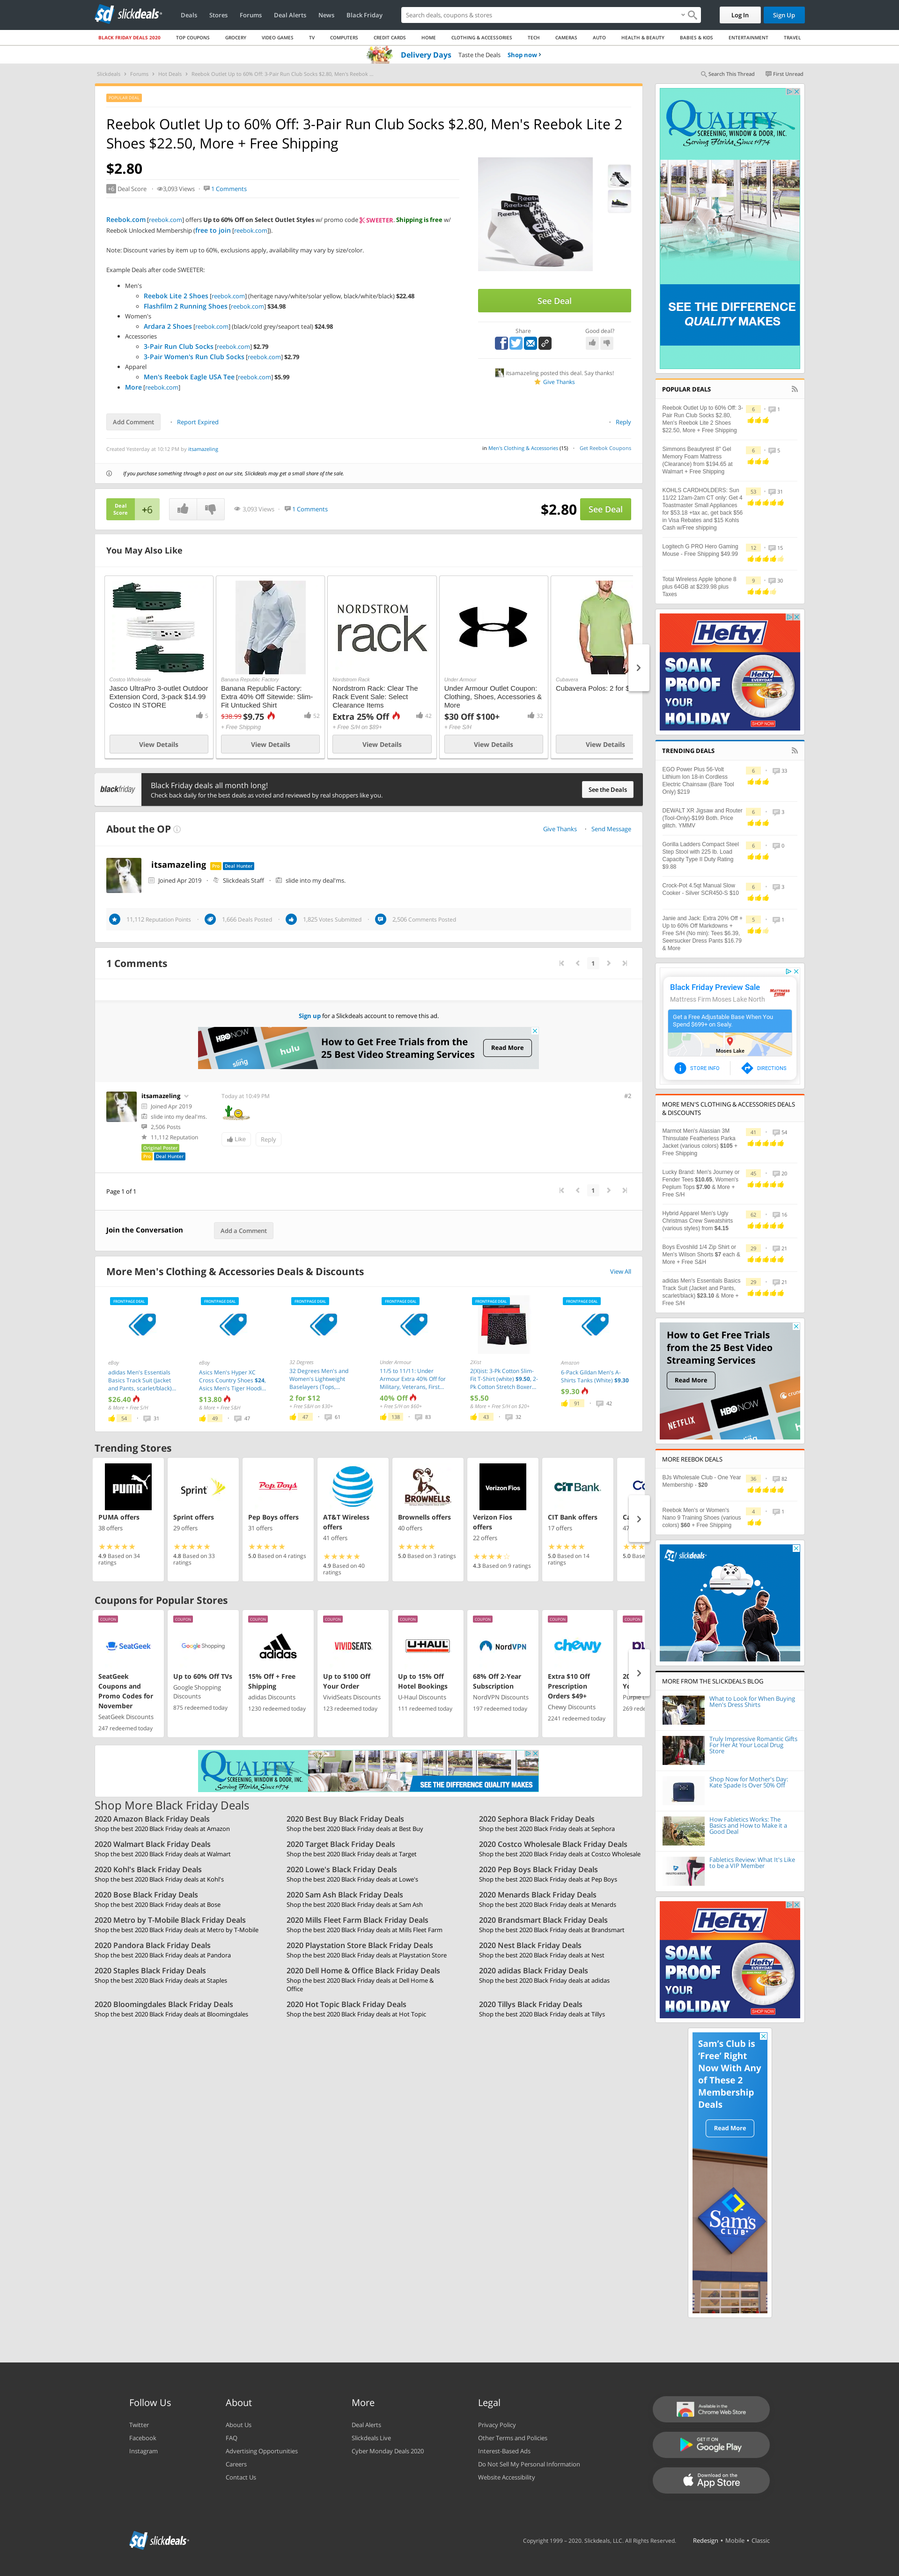 slickdeals
Deals
Stores
Forums
Deal Alerts
News
Black Friday
Search deals, coupons & stores
Log In
Sign Up
BLACK FRIDAY DEALS 2020
TOP COUPONS
GROCERY
VIDEO GAMES
TV
COMPUTERS
CREDIT CARDS
HOME
CLOTHING & ACCESSORIES
TECH
CAMERAS
AUTO
HEALTH & BEAUTY
BABIES & KIDS
ENTERTAINMENT
TRAVEL
Delivery Days Taste the Deals Shop now ›
Slickdeals > Forums > Hot Deals > Reebok Outlet Up to 60% Off: 3-Pair Run Club Socks $2.80, Men's Reebok ...
Search This Thread
First Unread
POPULAR DEAL
Reebok Outlet Up to 60% Off: 3-Pair Run Club Socks $2.80, Men's Reebok Lite 2
Shoes $22.50, More + Free Shipping
$2.80
+6 Deal Score 3,093 Views 1 Comments
Reebok.com [reebok.com] offers Up to 60% Off on Select Outlet Styles w/ promo code SWEETER. Shipping is free w/
Reebok Unlocked Membership (free to join [reebok.com]).
Note: Discount varies by item up to 60%, exclusions apply, availability may vary by size/color.
Example Deals after code SWEETER:
Men's
Reebok Lite 2 Shoes [reebok.com] (heritage navy/white/solar yellow, black/white/black) $22.48
Flashfilm 2 Running Shoes [reebok.com] $34.98
Women's
Ardara 2 Shoes [reebok.com] (black/cold grey/seaport teal) $24.98
Accessories
3-Pair Run Club Socks [reebok.com] $2.79
3-Pair Women's Run Club Socks [reebok.com] $2.79
Apparel
Men's Reebok Eagle USA Tee [reebok.com] $5.99
More [reebok.com]
See Deal
Share
Good deal?
itsamazeling posted this deal. Say thanks!
Give Thanks
Add Comment
Report Expired
Reply
Created Yesterday at 10:12 PM by itsamazeling
in Men's Clothing & Accessories (15)
Get Reebok Coupons
If you purchase something through a post on our site, Slickdeals may get a small share of the sale.
Deal
Score
+6
3,093 Views
1 Comments
$2.80
See Deal
You May Also Like
Costco Wholesale
Jasco UltraPro 3-outlet Outdoor
Extension Cord, 3-pack $14.99
Costco IN STORE
5
View Details
Banana Republic Factory
Banana Republic Factory:
Extra 40% Off Sitewide: Slim-
Fit Untucked Shirt
$38.99 $9.75
52
+ Free Shipping
View Details
NORDSTROM
rack
Nordstrom Rack
Nordstrom Rack: Clear The
Rack Event Sale: Select
Clearance Items
Extra 25% Off
42
+ Free S/H on $89+
View Details
Under Armour
Under Armour Outlet Coupon:
Clothing, Shoes, Accessories &
More
$30 Off $100+
32
+ Free S/H
View Details
Cubavera
Cubavera Polos: 2 for $
View Details
blackfriday
Black Friday deals all month long!
Check back daily for the best deals as voted and reviewed by real shoppers like you.
See the Deals
About the OP
Give Thanks
Send Message
itsamazeling Pro Deal Hunter
Joined Apr 2019
Slickdeals Staff
slide into my deal'ms.
11,112 Reputation Points
1,666 Deals Posted
1,825 Votes Submitted
2,506 Comments Posted
1 Comments
1
Sign up for a Slickdeals account to remove this ad.
HBO NOW
sling
hulu
How to Get Free Trials from the
25 Best Video Streaming Services
Read More
itsamazeling
Joined Apr 2019
slide into my deal'ms.
2,506 Posts
11,112 Reputation
Original Poster
Pro Deal Hunter
Today at 10:49 PM
#2
Like
Reply
Page 1 of 1
1
Join the Conversation
Add a Comment
More Men's Clothing & Accessories Deals & Discounts
View All
FRONTPAGE DEAL
eBay
adidas Men's Essentials
Basics Track Suit (Jacket
and Pants, scarlet/black)...
$26.40
& More + Free S/H
54
31
FRONTPAGE DEAL
eBay
Asics Men's Hyper XC
Cross Country Shoes $24,
Asics Men's Tiger Hoodi...
$13.80
& More + Free S&H
49
47
FRONTPAGE DEAL
32 Degrees
32 Degrees Men's and
Women's Lightweight
Baselayers (Tops,...
2 for $12
+ Free S&H on $30+
47
61
FRONTPAGE DEAL
Under Armour
11/5 to 11/11: Under
Armour Extra 40% Off for
Military, Veterans, First...
40% Off
+ Free S/H on $60+
138
83
FRONTPAGE DEAL
2Xist
2(X)ist: 3-Pk Cotton Slim-
Fit T-Shirt (white) $9.50, 2-
Pk Cotton Stretch Boxer...
$5.50
& More + Free S/H on $20+
43
32
FRONTPAGE DEAL
Amazon
6-Pack Gildan Men's A-
Shirts Tanks (White) $9.30
$9.30
91
42
Trending Stores
PUMA
PUMA offers
38 offers
4.9 Based on 34
ratings
Sprint
Sprint offers
29 offers
4.8 Based on 33
ratings
Pep Boys
Pep Boys offers
31 offers
5.0 Based on 4 ratings
AT&T Wireless
offers
41 offers
4.9 Based on 40
ratings
BROWNELLS
Brownells offers
40 offers
5.0 Based on 3 ratings
Verizon Fios
Verizon Fios
offers
22 offers
4.3 Based on 9 ratings
CIT BANK
CIT Bank offers
17 offers
5.0 Based on 14
ratings
Coupons for Popular Stores
COUPON
SeatGeek
SeatGeek
Coupons and
Promo Codes for
November
SeatGeek Discounts
247 redeemed today
COUPON
Google Shopping
Up to 60% Off TVs
Google Shopping
Discounts
875 redeemed today
COUPON
adidas
15% Off + Free
Shipping
adidas Discounts
1230 redeemed today
COUPON
VIVIDSEATS
Up to $100 Off
Your Order
VividSeats Discounts
123 redeemed today
COUPON
U-HAUL
Up to 15% Off
Hotel Bookings
U-Haul Discounts
111 redeemed today
COUPON
NordVPN
68% Off 2-Year
Subscription
NordVPN Discounts
197 redeemed today
COUPON
chewy
Extra $10 Off
Prescription
Orders $49+
Chewy Discounts
2241 redeemed today
COUPON
QUALITY
SCREENING, WINDOW & DOOR, INC.
Serving Florida Since 1974
SEE THE DIFFERENCE QUALITY MAKES
Shop More Black Friday Deals
2020 Amazon Black Friday Deals
Shop the best 2020 Black Friday deals at Amazon
2020 Best Buy Black Friday Deals
Shop the best 2020 Black Friday deals at Best Buy
2020 Sephora Black Friday Deals
Shop the best 2020 Black Friday deals at Sephora
2020 Walmart Black Friday Deals
Shop the best 2020 Black Friday deals at Walmart
2020 Target Black Friday Deals
Shop the best 2020 Black Friday deals at Target
2020 Costco Wholesale Black Friday Deals
Shop the best 2020 Black Friday deals at Costco Wholesale
2020 Kohl's Black Friday Deals
Shop the best 2020 Black Friday deals at Kohl's
2020 Lowe's Black Friday Deals
Shop the best 2020 Black Friday deals at Lowe's
2020 Pep Boys Black Friday Deals
Shop the best 2020 Black Friday deals at Pep Boys
2020 Bose Black Friday Deals
Shop the best 2020 Black Friday deals at Bose
2020 Sam Ash Black Friday Deals
Shop the best 2020 Black Friday deals at Sam Ash
2020 Menards Black Friday Deals
Shop the best 2020 Black Friday deals at Menards
2020 Metro by T-Mobile Black Friday Deals
Shop the best 2020 Black Friday deals at Metro by T-Mobile
2020 Mills Fleet Farm Black Friday Deals
Shop the best 2020 Black Friday deals at Mills Fleet Farm
2020 Brandsmart Black Friday Deals
Shop the best 2020 Black Friday deals at Brandsmart
2020 Pandora Black Friday Deals
Shop the best 2020 Black Friday deals at Pandora
2020 Playstation Store Black Friday Deals
Shop the best 2020 Black Friday deals at Playstation Store
2020 Nest Black Friday Deals
Shop the best 2020 Black Friday deals at Nest
2020 Staples Black Friday Deals
Shop the best 2020 Black Friday deals at Staples
2020 Dell Home & Office Black Friday Deals
Shop the best 2020 Black Friday deals at Dell Home &
Office
2020 adidas Black Friday Deals
Shop the best 2020 Black Friday deals at adidas
2020 Bloomingdales Black Friday Deals
Shop the best 2020 Black Friday deals at Bloomingdales
2020 Hot Topic Black Friday Deals
Shop the best 2020 Black Friday deals at Hot Topic
2020 Tillys Black Friday Deals
Shop the best 2020 Black Friday deals at Tillys
QUALITY
SCREENING, WINDOW & DOOR, INC.
Serving Florida Since 1974
SEE THE DIFFERENCE
QUALITY MAKES
POPULAR DEALS
Reebok Outlet Up to 60% Off: 3-
Pair Run Club Socks $2.80,
Men's Reebok Lite 2 Shoes
$22.50, More + Free Shipping
6
1
Simmons Beautyrest 8" Gel
Memory Foam Mattress
(Clearance) from $194.65 at
Walmart + Free Shipping
6
5
KOHLS CARDHOLDERS: Sun
11/22 12am-2am CT only: Get 4
Toastmaster Small Appliances
for $53.18 +tax ac, get back $56
in Visa Rebates and $15 Kohls
Cash w/Free shipping
53
31
Logitech G PRO Hero Gaming
Mouse - Free Shipping $49.99
12
15
Total Wireless Apple Iphone 8
plus 64GB at $239.98 plus
Taxes
9
30
Hefty
SOAK
PROOF
YOUR
HOLIDAY
SHOP NOW
TRENDING DEALS
EGO Power Plus 56-Volt
Lithium Ion 18-in Cordless
Electric Chainsaw (Bare Tool
Only) $219
6
33
DEWALT XR Jigsaw and Router
(Tool-Only)-$199 Both. Price
glitch. YMMV
6
3
Gorilla Ladders Compact Steel
Step Stool with 225 lb. Load
Capacity Type II Duty Rating
$9.88
6
0
Crock-Pot 4.5qt Manual Slow
Cooker - Silver SCR450-S $10
6
3
Janie and Jack: Extra 20% Off +
Up to 60% Off Markdowns +
Free S/H (No min): Tees $6.39,
Seersucker Dress Pants $16.79
& More
5
1
Black Friday Preview Sale
Mattress Firm Moses Lake North
MATTRESS FIRM
Get a Free Adjustable Base When You
Spend $699+ on Sealy.
Moses Lake
STORE INFO
DIRECTIONS
MORE MEN'S CLOTHING & ACCESSORIES DEALS
& DISCOUNTS
Marmot Men's Alassian 3M
Thinsulate Featherless Parka
Jacket (various colors) $105 +
Free Shipping
41
54
Lucky Brand: Men's Journey or
Fender Tees $10.65, Women's
Peplum Tops $7.90 & More +
Free S/H
45
20
Hybrid Apparel Men's Ugly
Christmas Crew Sweatshirts
(various styles) from $4.15
62
16
Boys Evoshild 1/4 Zip Shirt or
Men's Wilson Shorts $7 each &
More + Free S&H
29
21
adidas Men's Essentials Basics
Track Suit (Jacket and Pants,
scarlet/black) $23.10 & More +
Free S/H
28
21
How to Get Free Trials
from the 25 Best Video
Streaming Services
Read More
NETFLIX
MORE REEBOK DEALS
BJs Wholesale Club - One Year
Membership - $20
36
82
Reebok Men's or Women's
Nano 9 Training Shoes (various
colors) $60 + Free Shipping
4
1
slickdeals
MORE FROM THE SLICKDEALS BLOG
What to Look for When Buying
Men's Dress Shirts
Truly Impressive Romantic Gifts
For Her At Your Local Drug
Store
Shop Now for Mother's Day:
Kate Spade Is Over 50% Off
How Fabletics Works: The
Basics and How to Make it a
Good Deal
Fabletics Review: What It's Like
to be a VIP Member
Hefty
SOAK
PROOF
YOUR
HOLIDAY
SHOP NOW
Sam's Club is
'Free' Right
Now With Any
of These 2
Membership
Deals
Read More
Sam's
CLUB
Follow Us
Twitter
Facebook
Instagram
About
About Us
FAQ
Advertising Opportunities
Careers
Contact Us
More
Deal Alerts
Slickdeals Live
Cyber Monday Deals 2020
Legal
Privacy Policy
Other Terms and Policies
Interest-Based Ads
Do Not Sell My Personal Information
Website Accessibility
Available in the
Chrome Web Store
GET IT ON
Google Play
Download on the
App Store
slickdeals
Copyright 1999 – 2020. Slickdeals, LLC. All Rights Reserved.
Redesign • Mobile • Classic